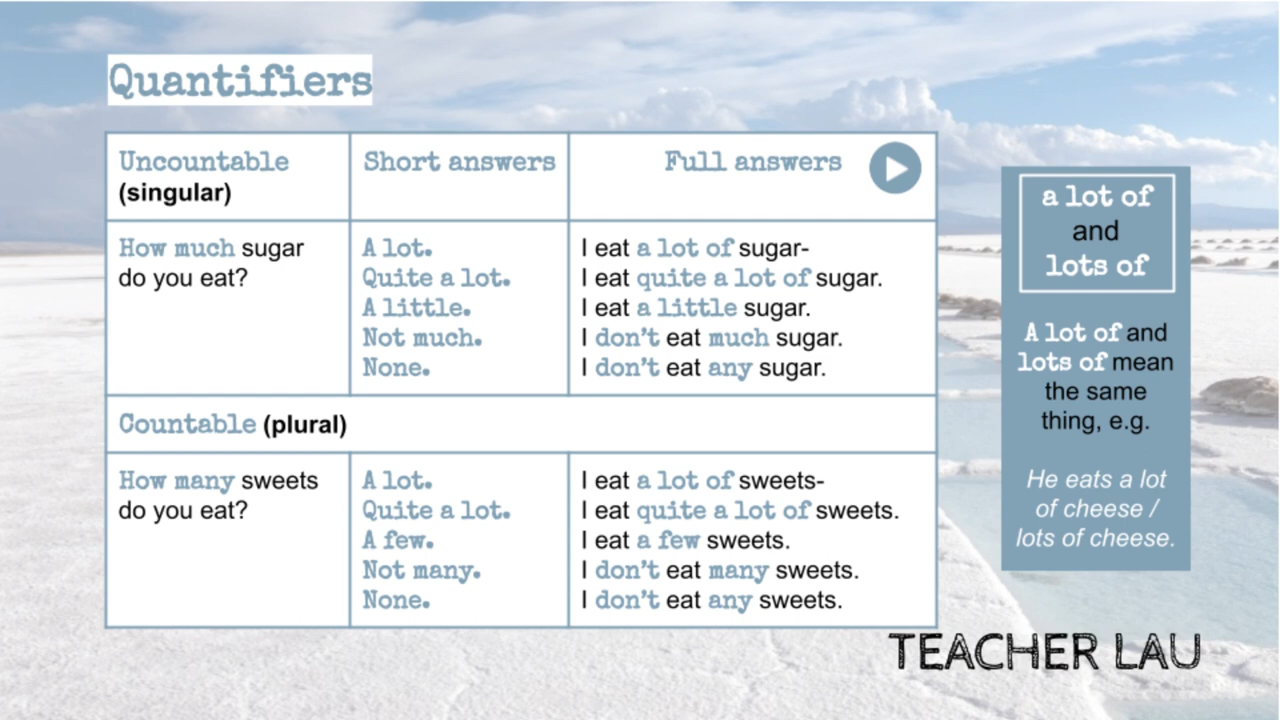 Quantifiers
Uncountable
(singular)
Short answers
Full answers
How much sugar
do you eat?
A lot.
Quite a lot.
A little.
Not much.
None.
I eat a lot of sugar-
I eat quite a lot of sugar.
I eat a little sugar.
I don't eat much sugar.
I don't eat any sugar.
Countable (plural)
How many sweets
do you eat?
A lot.
Quite a lot.
A few.
Not many.
None.
I eat a lot of sweets-
I eat quite a lot of sweets.
I eat a few sweets.
I don't eat many sweets.
I don't eat any sweets.
a lot of
and
lots of
A lot of and
lots of mean
the same
thing, e.g.
He eats a lot
of cheese /
lots of cheese.
TEACHER LAU